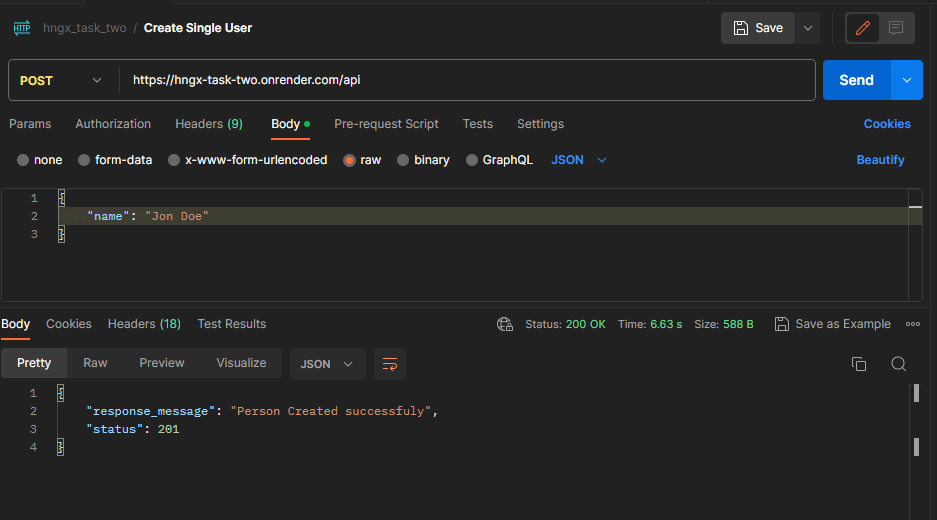 HTTP hngx_task_two / Create Single User Save
POST https://hngx-task-two.onrender.com/api Send
Params Authorization Headers (9) Body Pre-request Script Tests Settings Cookies
none form-data x-www-form-urlencoded raw binary GraphQL JSON Beautify
1 {
2 "name": "Jon Doe"
3 }
Body Cookies Headers (18) Test Results Status: 200 OK Time: 6.63 s Size: 588 B Save as Example
Pretty Raw Preview Visualize JSON
1 {
2 "response_message": "Person Created successfuly",
3 "status": 201
4 }